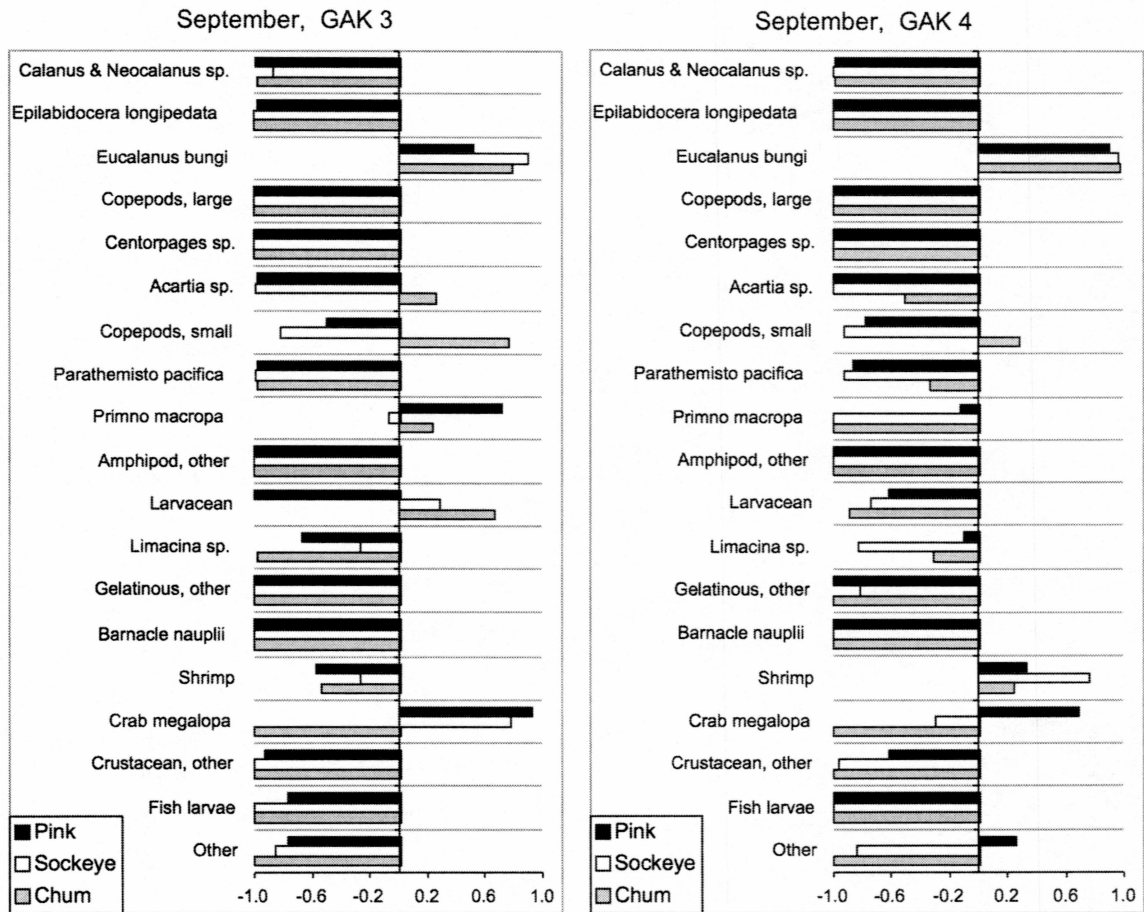 September, GAK 3
Calanus & Neocalanus sp.
Epilabidocera longipedata
Eucalanus bungi
Copepods, large
Centorpages sp.
Acartia sp.
Copepods, small
Parathemisto pacifica
Primno macropa
Amphipod, other
Larvacean
Limacina sp.
Gelatinous, other
Barnacle nauplii
Shrimp
Crab megalopa
Crustacean, other
Fish larvae
Other
Pink
Sockeye
Chum
-1.0 -0.6 -0.2 0.2 0.6 1.0
September, GAK 4
Calanus & Neocalanus sp.
Epilabidocera longipedata
Eucalanus bungi
Copepods, large
Centorpages sp.
Acartia sp.
Copepods, small
Parathemisto pacifica
Primno macropa
Amphipod, other
Larvacean
Limacina sp.
Gelatinous, other
Barnacle nauplii
Shrimp
Crab megalopa
Crustacean, other
Fish larvae
Other
Pink
Sockeye
Chum
-1.0 -0.6 -0.2 0.2 0.6 1.0